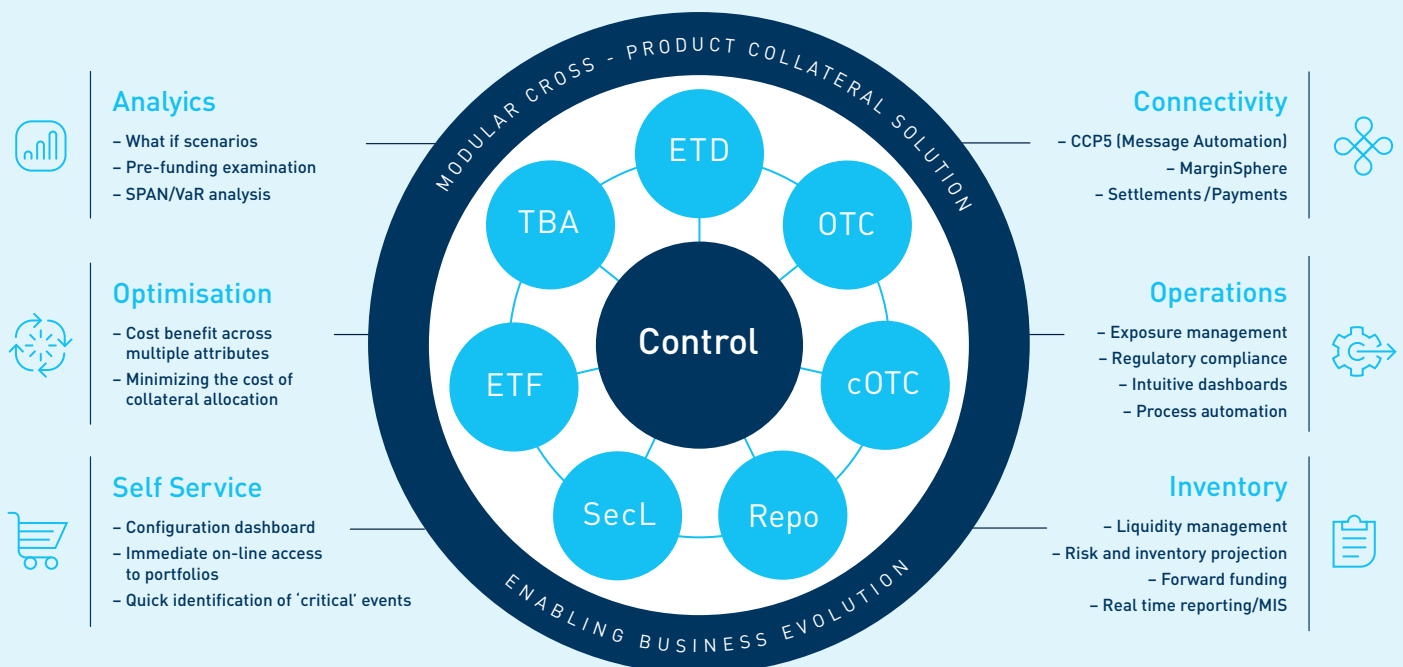 MODULAR CROSS - PRODUCT COLLATERAL SOLUTION
Analyics
– What if scenarios
– Pre-funding examination
– SPAN/VaR analysis
Optimisation
– Cost benefit across
multiple attributes
– Minimizing the cost of
collateral allocation
Self Service
– Configuration dashboard
– Immediate on-line access
to portfolios
– Quick identification of ‘critical’ events
ETD
TBA
OTC
Control
ETF
cOTC
SecL
Repo
Connectivity
– CCP5 (Message Automation)
– MarginSphere
– Settlements/Payments
Operations
– Exposure management
– Regulatory compliance
– Intuitive dashboards
– Process automation
Inventory
– Liquidity management
– Risk and inventory projection
– Forward funding
– Real time reporting/MIS
ENABLING BUSINESS EVOLUTION